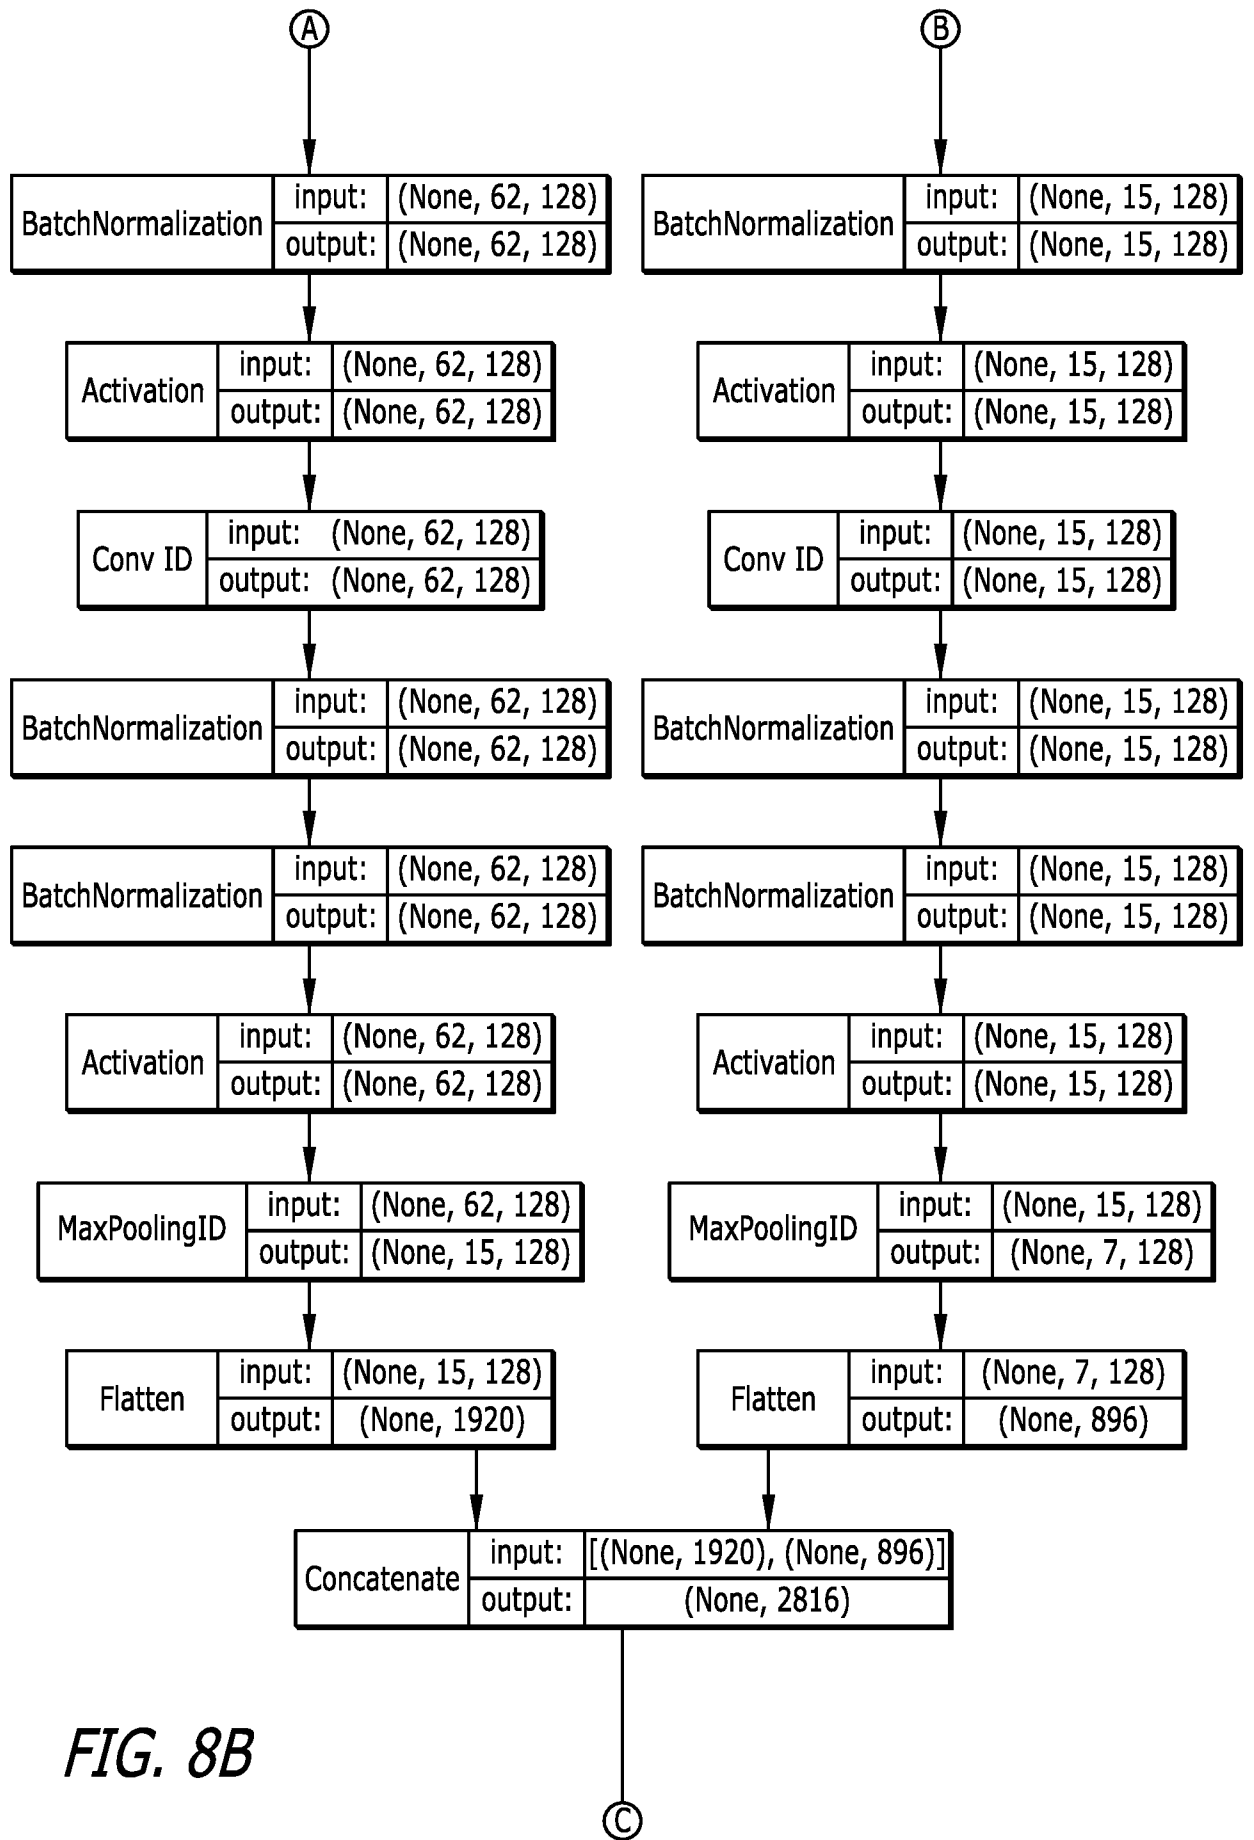 A
B
BatchNormalization input: (None, 62, 128)
output: (None, 62, 128)
BatchNormalization input: (None, 15, 128)
output: (None, 15, 128)
Activation input: (None, 62, 128)
output: (None, 62, 128)
Activation input: (None, 15, 128)
output: (None, 15, 128)
Conv ID input: (None, 62, 128)
output: (None, 62, 128)
Conv ID input: (None, 15, 128)
output: (None, 15, 128)
BatchNormalization input: (None, 62, 128)
output: (None, 62, 128)
BatchNormalization input: (None, 15, 128)
output: (None, 15, 128)
BatchNormalization input: (None, 62, 128)
output: (None, 62, 128)
BatchNormalization input: (None, 15, 128)
output: (None, 15, 128)
Activation input: (None, 62, 128)
output: (None, 62, 128)
Activation input: (None, 15, 128)
output: (None, 15, 128)
MaxPoolingID input: (None, 62, 128)
output: (None, 15, 128)
MaxPoolingID input: (None, 15, 128)
output: (None, 7, 128)
Flatten input: (None, 15, 128)
output: (None, 1920)
Flatten input: (None, 7, 128)
output: (None, 896)
Concatenate input: [(None, 1920), (None, 896)]
output: (None, 2816)
FIG. 8B
C